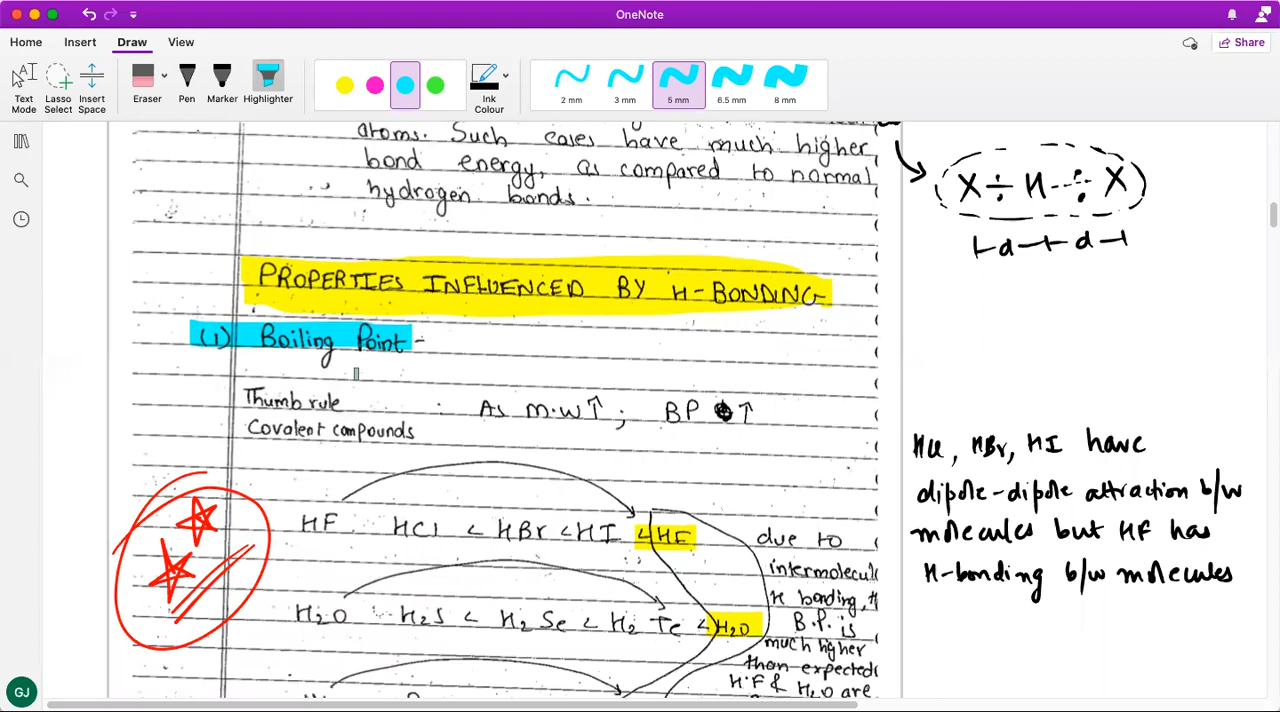 OneNote
Home Insert Draw View
Share
Text Mode
Lasso Select
Insert Space
Eraser
Pen
Marker
Highlighter
Ink Colour
2 mm
3 mm
5 mm
6.5 mm
8 mm
atoms. Such cases have much higher
bond energy, as compared to normal
hydrogen bonds.
X ÷ H ---: X
d d
PROPERTIES INFLUENCED BY H-BONDING
(1) Boiling Point -
Thumb rule : As m.w ↑ ; BP ↑
Covalent compounds
HF HCl < HBr < HI < HF due to
intermolecul
H bonding,
H2O : H2S < H2Se < H2Te < H2O B.P. is
much higher
than expected
HF & H2O are
HCl, HBr, HI have
dipole-dipole attraction b/w
molecules but HF has
H-bonding b/w molecules
GJ